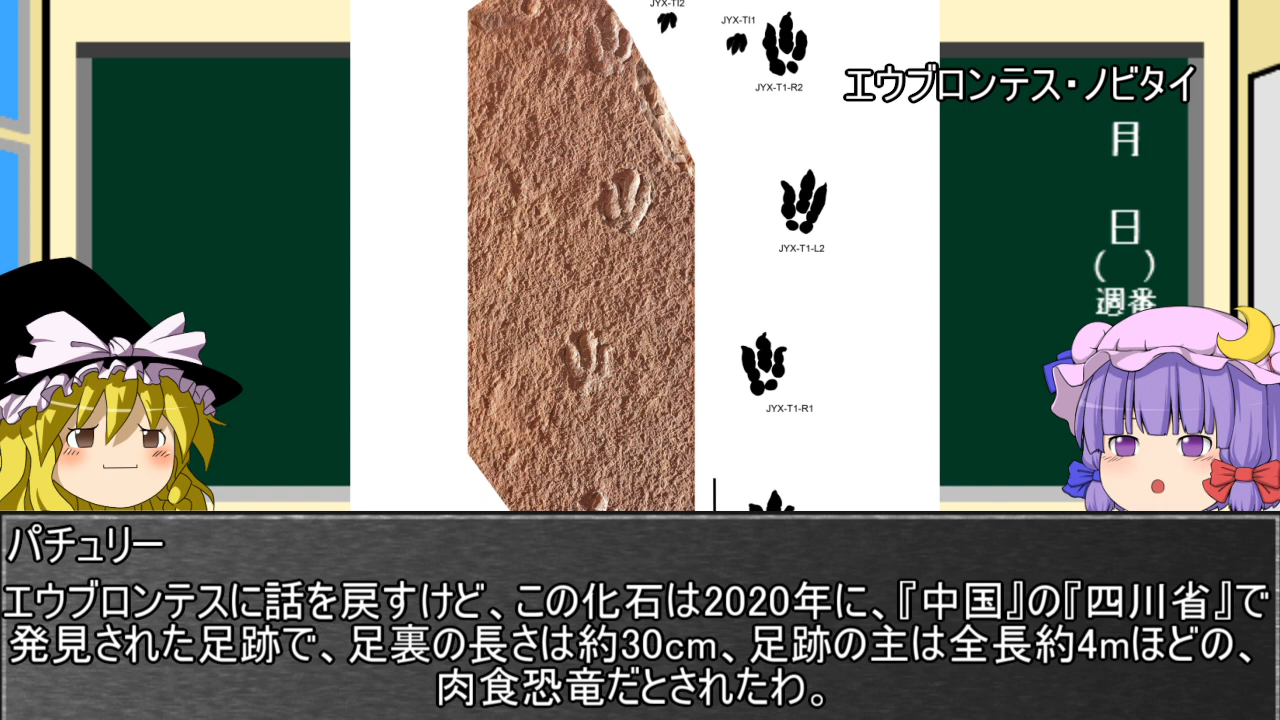 JYX-TI2
JYX-TI1
JYX-T1-R2
エウブロンテス・ノビタイ
月
日
( )
週番
JYX-T1-L2
JYX-T1-R1
パチュリー
エウブロンテスに話を戻すけど、この化石は2020年に、『中国』の『四川省』で
発見された足跡で、足裏の長さは約30cm、足跡の主は全長約4mほどの、
肉食恐竜だとされたわ。